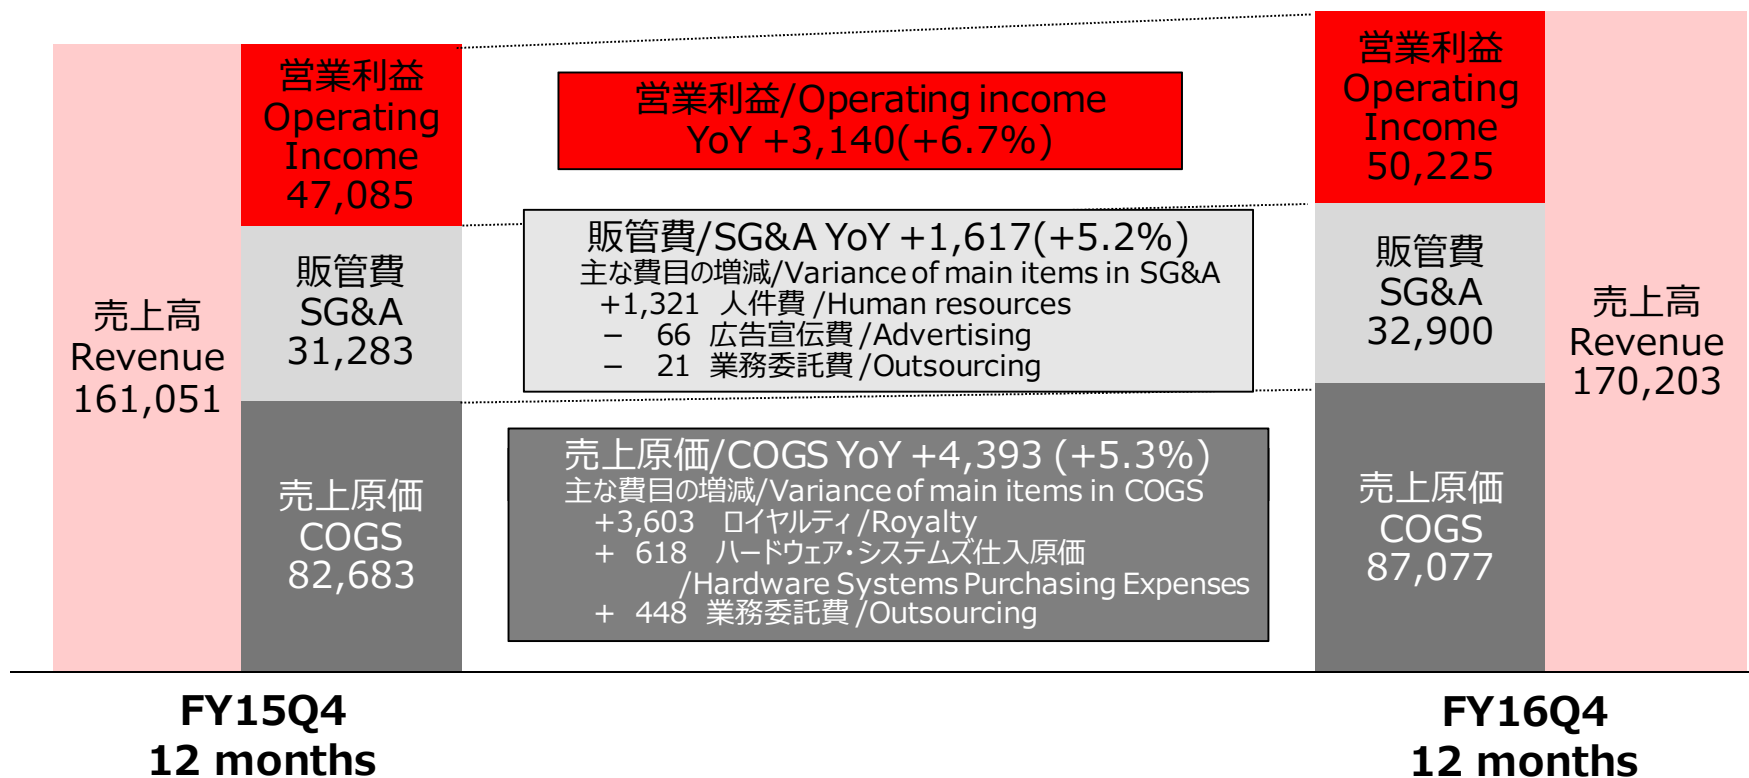 売上高
Revenue
161,051
営業利益
Operating
Income
47,085
販管費
SG&A
31,283
売上原価
COGS
82,683
営業利益/Operating income
YoY +3,140(+6.7%)
販管費/SG&A YoY +1,617(+5.2%)
主な費目の増減/Variance of main items in SG&A
+1,321 人件費/Human resources
－ 66 広告宣伝費/Advertising
－ 21 業務委託費/Outsourcing
売上原価/COGS YoY +4,393 (+5.3%)
主な費目の増減/Variance of main items in COGS
+3,603 ロイヤルティ/Royalty
+ 618 ハードウェア・システムズ仕入原価
/Hardware Systems Purchasing Expenses
+ 448 業務委託費/Outsourcing
営業利益
Operating
Income
50,225
販管費
SG&A
32,900
売上原価
COGS
87,077
売上高
Revenue
170,203
FY15Q4
12 months
FY16Q4
12 months